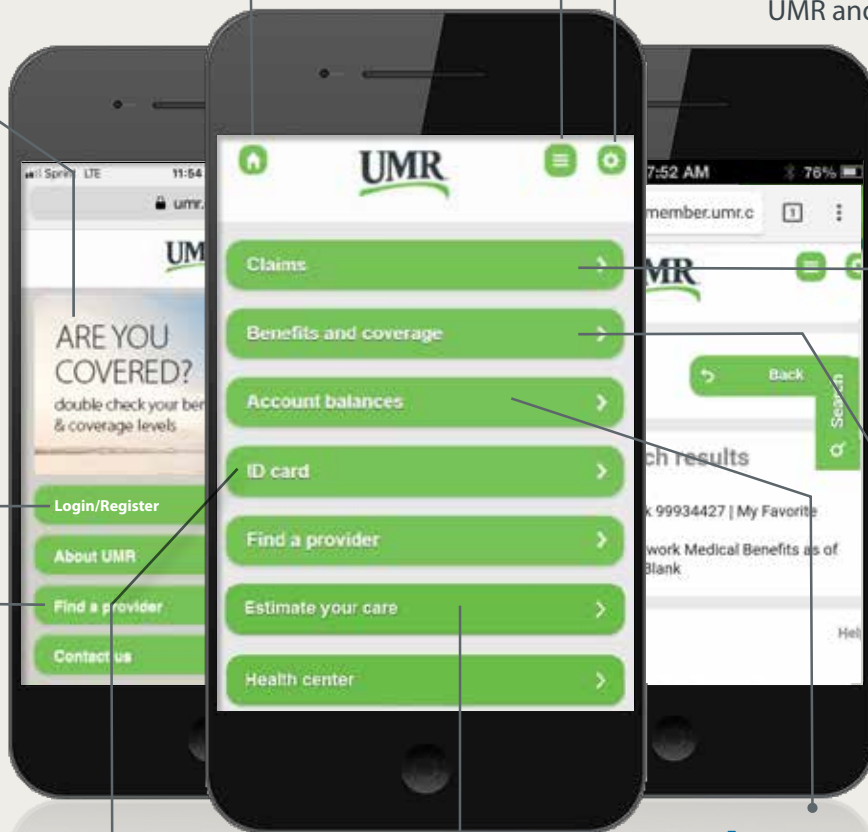 UMR and
Sprint LTE
11:54
umr.
UM
ARE YOU
COVERED?
double check your ber
& coverage levels
Login/Register
About UMR
Find a provider
Contact us
UMR
Claims
Benefits and coverage
Account balances
ID card
Find a provider
Estimate your care
Health center
7:52 AM
76%
member.umr.c
1
MR
Back
Search
ch results
k 99934427 | My Favorite
work Medical Benefits as of
Blank
Help